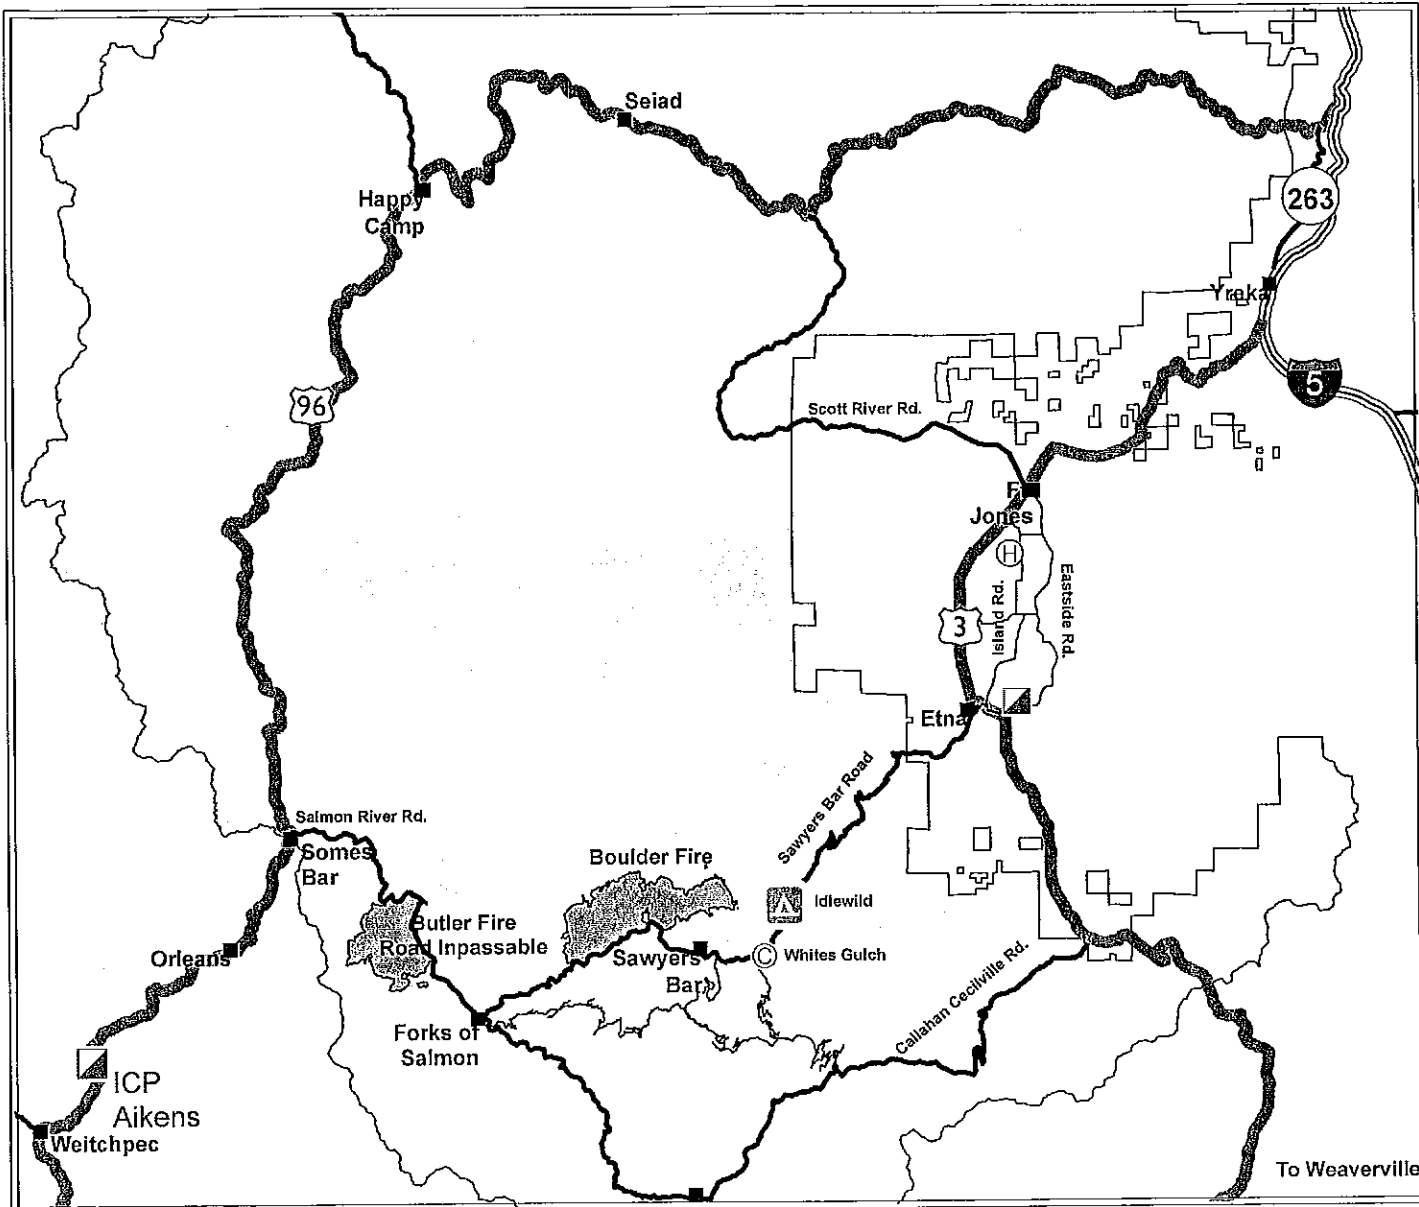 Seiad
Happy
Camp
263
Yreka
5
96
Scott River Rd.
F
Jones
H
Eastside Rd.
Island Rd.
3
Etna
Sawyers Bar Road
Salmon River Rd.
Somes
Bar
Boulder Fire
Idlewild
Butler Fire
Road Inpassable
Orleans
Sawyers
Bar
C
Whites Gulch
Callahan Cecilville Rd.
Forks of
Salmon
ICP
Aikens
Weitchpec
To Weaverville